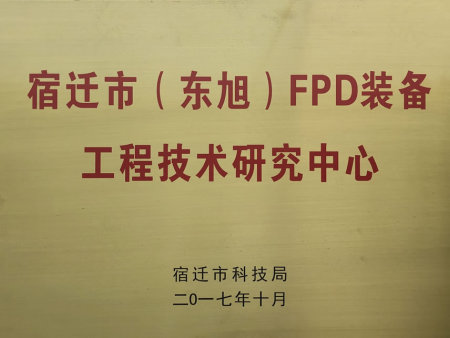 宿迁市（东旭）FPD装备
工程技术研究中心
宿迁市科技局
二0一七年十月